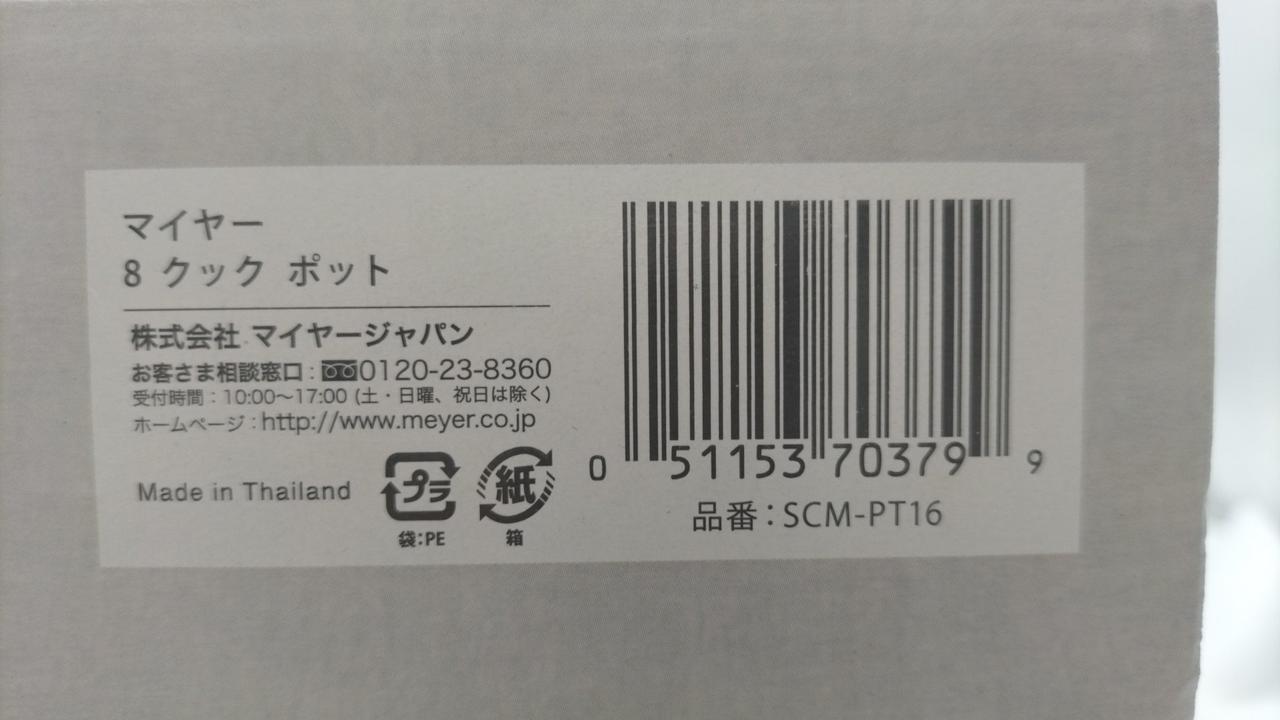 マイヤー
8 クック ポット
株式会社 マイヤージャパン
お客さま相談窓口：0120-23-8360
受付時間：10:00〜17:00 (土・日曜、祝日は除く)
ホームページ：http://www.meyer.co.jp
Made in Thailand
プラ
袋：PE
紙
箱
0 51153 70379 9
品番：SCM-PT16